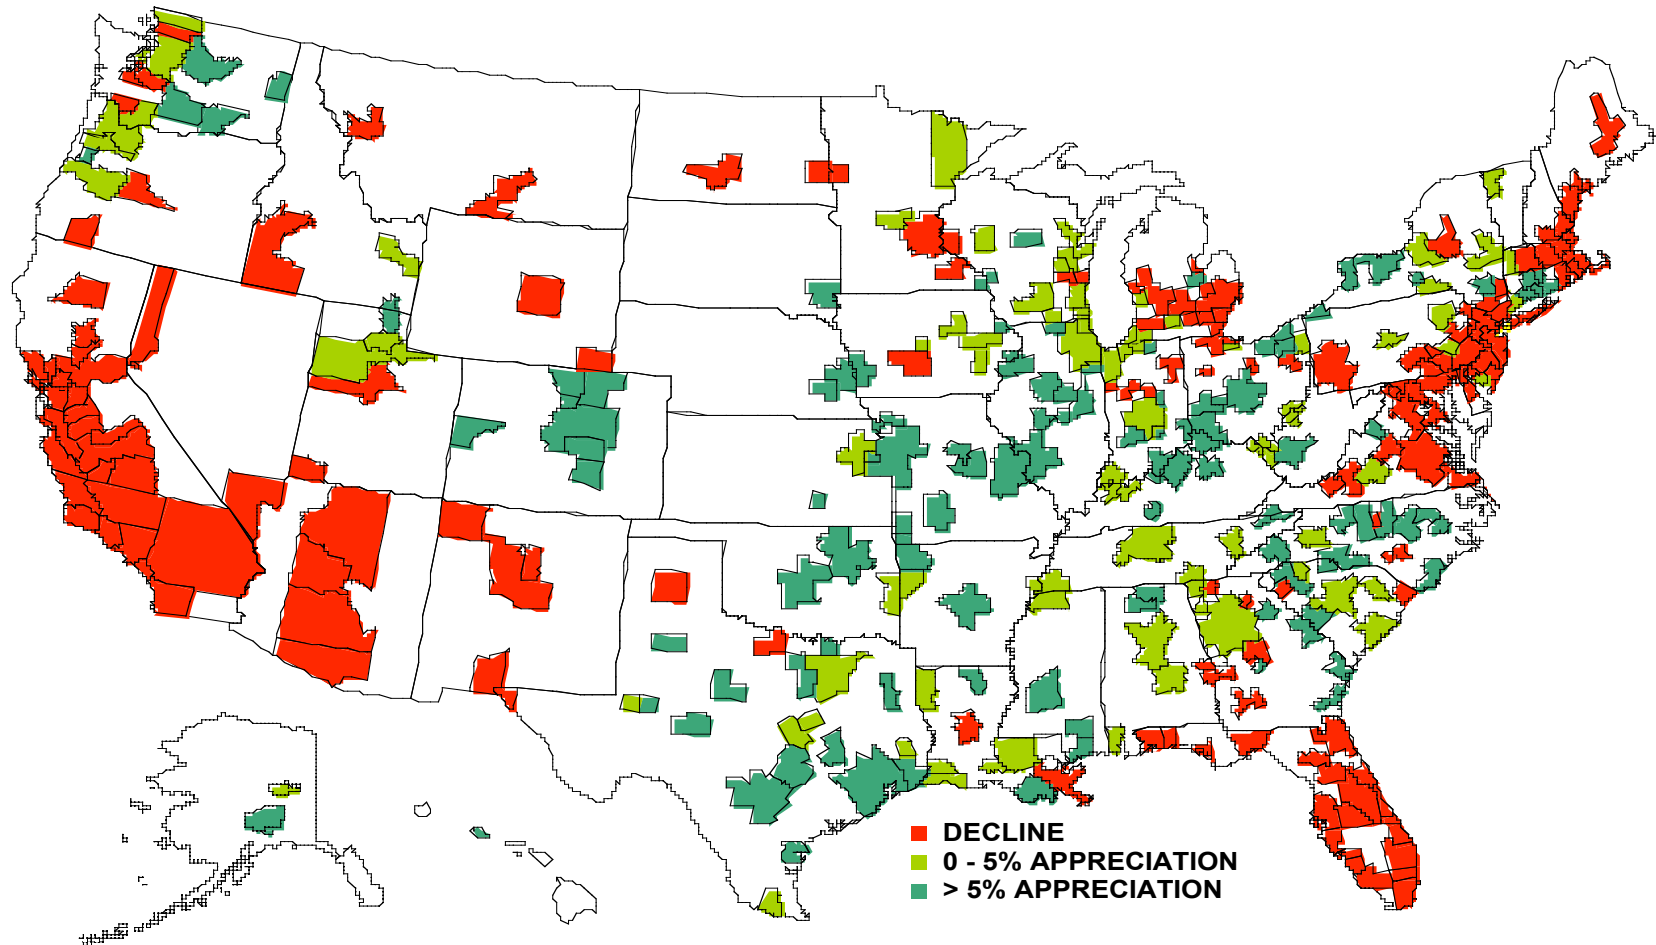 DECLINE
0 - 5% APPRECIATION
> 5% APPRECIATION